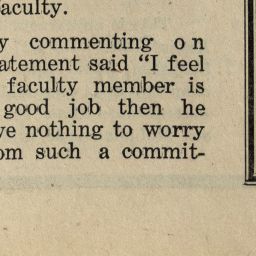 faculty.
y commenting on
atement said “I feel
faculty member is
good job then he
ve nothing to worry
om such a commit-